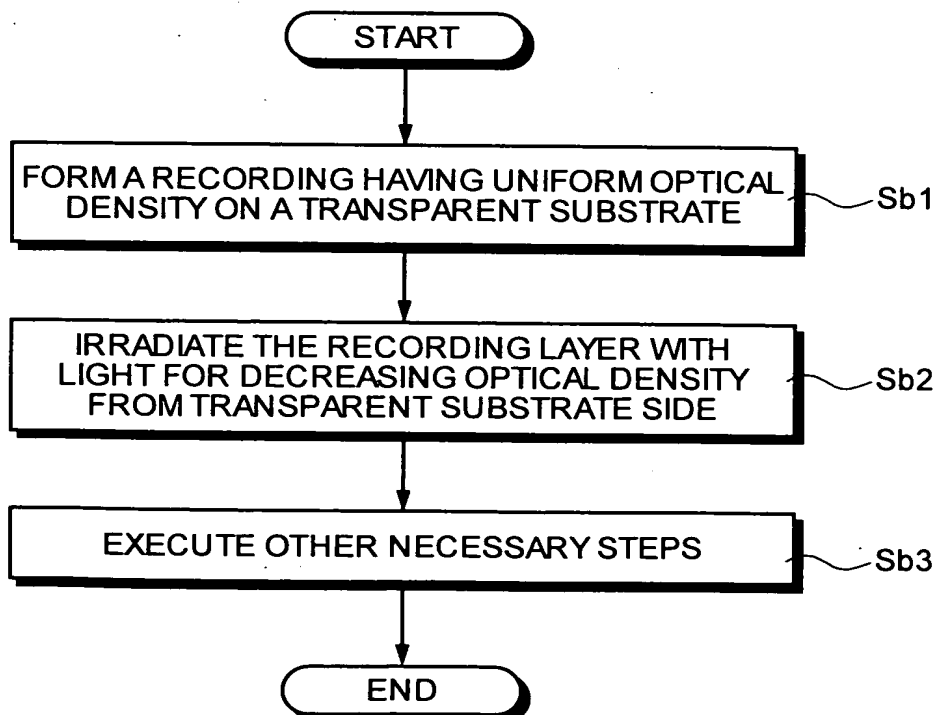 START
FORM A RECORDING HAVING UNIFORM OPTICAL
DENSITY ON A TRANSPARENT SUBSTRATE
Sb1
IRRADIATE THE RECORDING LAYER WITH
LIGHT FOR DECREASING OPTICAL DENSITY
FROM TRANSPARENT SUBSTRATE SIDE
Sb2
EXECUTE OTHER NECESSARY STEPS
Sb3
END